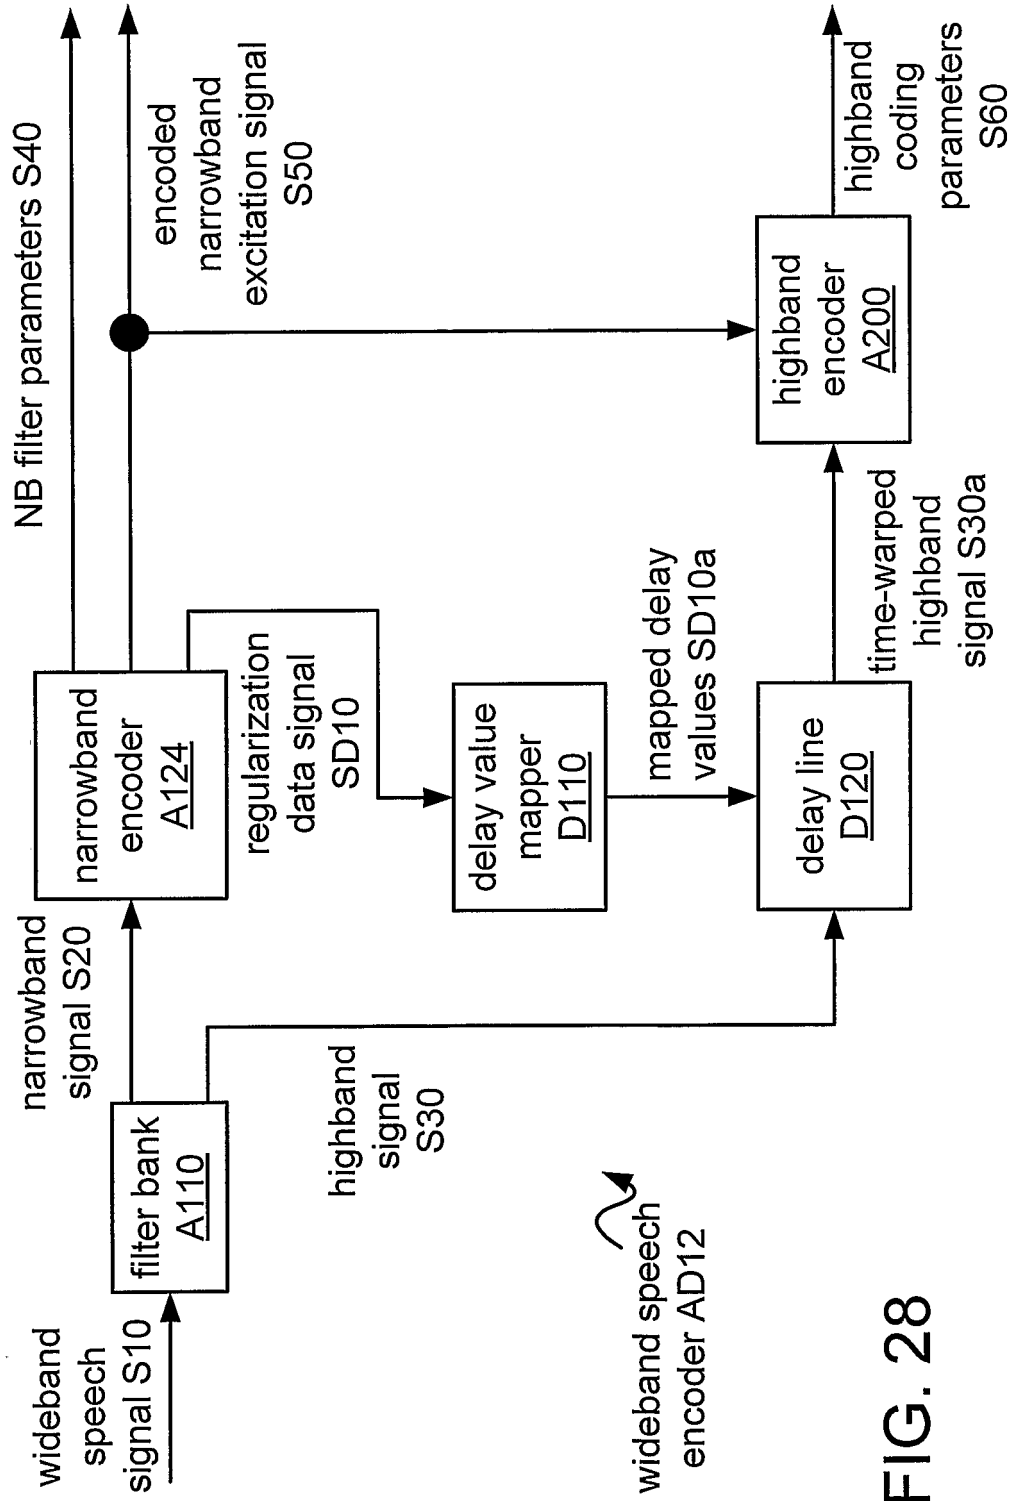 wideband
speech
signal S10
filter bank
A110
narrowband
signal S20
highband
signal
S30
narrowband
encoder
A124
NB filter parameters S40
encoded
narrowband
excitation signal
S50
regularization
data signal
SD10
delay value
mapper
D110
mapped delay
values SD10a
delay line
D120
time-warped
highband
signal S30a
highband
encoder
A200
highband
coding
parameters
S60
wideband speech
encoder AD12
FIG. 28